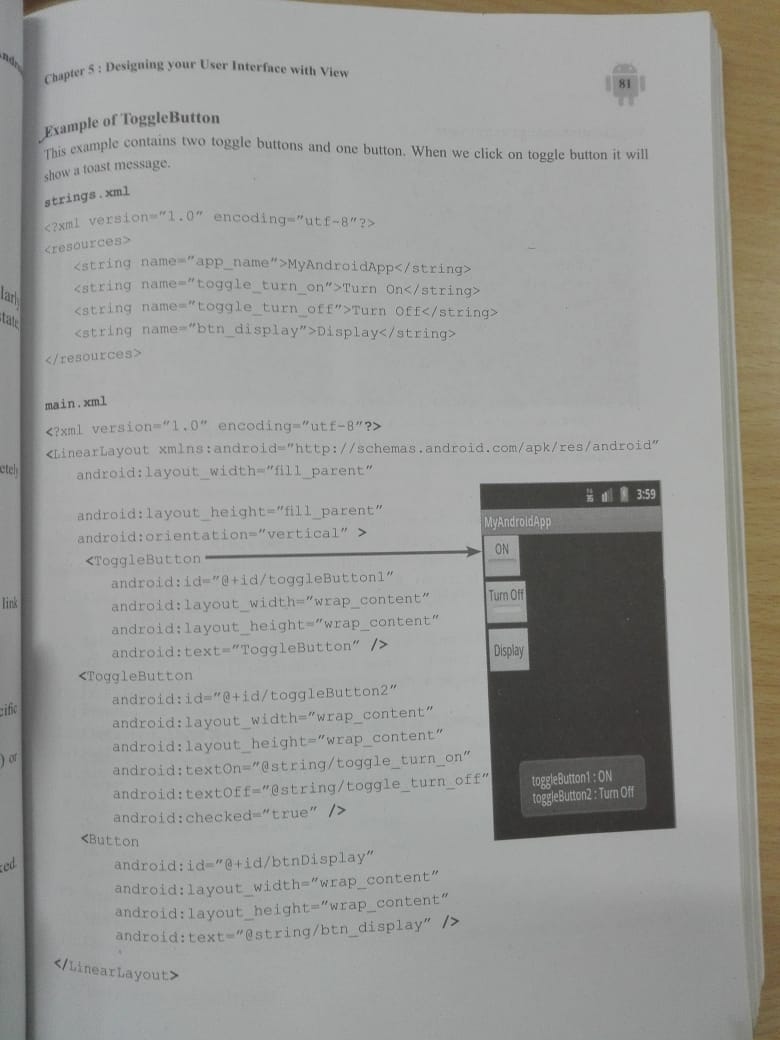 Chapter 5 : Designing your User Interface with View
81
Example of ToggleButton
This example contains two toggle buttons and one button. When we click on toggle button it will
show a toast message.
strings.xml
<?xml version="1.0" encoding="utf-8"?>
<resources>
<string name="app_name">MyAndroidApp</string>
<string name="toggle_turn_on">Turn On</string>
<string name="toggle_turn_off">Turn Off</string>
<string name="btn_display">Display</string>
</resources>
main.xml
<?xml version="1.0" encoding="utf-8"?>
<LinearLayout xmlns:android="http://schemas.android.com/apk/res/android"
android:layout_width="fill_parent"
android:layout_height="fill_parent"
android:orientation="vertical" >
<ToggleButton
android:id="@+id/toggleButton1"
android:layout_width="wrap_content"
android:layout_height="wrap_content"
android:text="ToggleButton" />
<ToggleButton
android:id="@+id/toggleButton2"
android:layout_width="wrap_content"
android:layout_height="wrap_content"
android:textOn="@string/toggle_turn_on"
android:textOff="@string/toggle_turn_off"
android:checked="true" />
<Button
android:id="@+id/btnDisplay"
android:layout_width="wrap_content"
android:layout_height="wrap_content"
android:text="@string/btn_display" />
</LinearLayout>
3:59
MyAndroidApp
ON
Turn Off
Display
toggleButton1 : ON
toggleButton2 : Turn Off
link